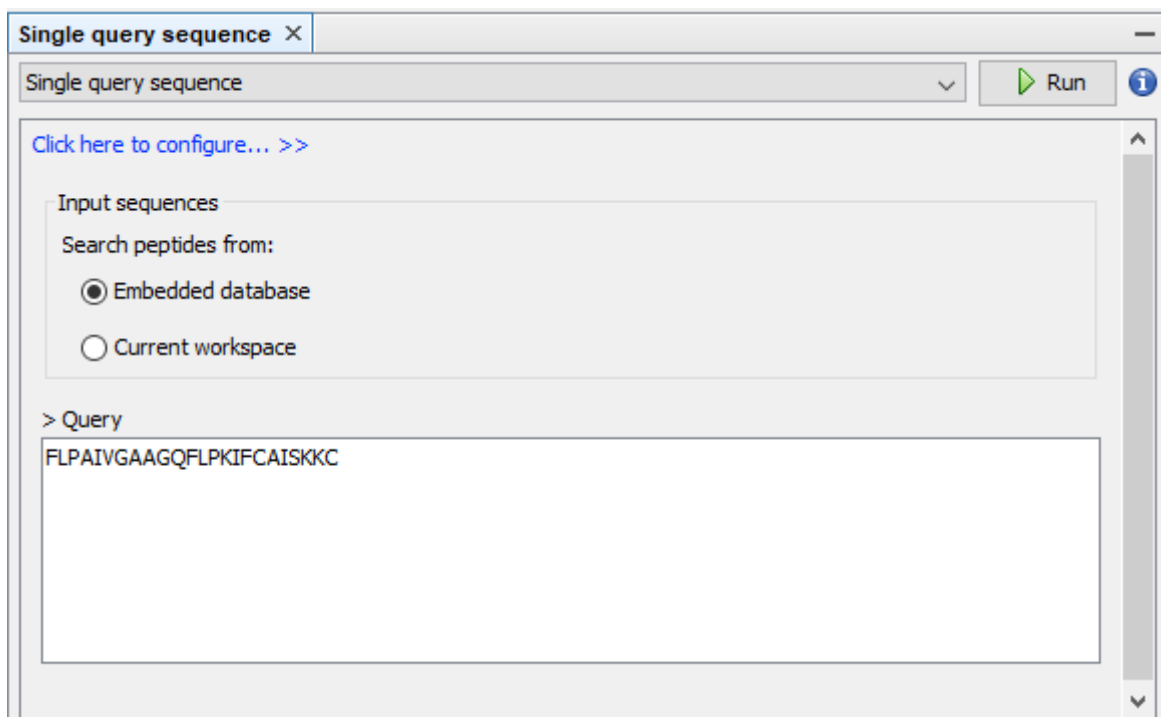 Single query sequence
Single query sequence Run
Click here to configure... >>
Input sequences
Search peptides from:
Embedded database
Current workspace
> Query
FLPAIVGAAGQFLPKIFCAISKKC